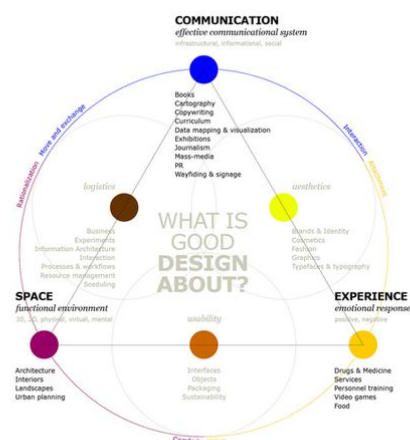 COMMUNICATION
effective communicational system
infrastructural, informational, social
Books
Cartography
Copywriting
Curriculum
Data mapping & visualization
Exhibitions
Journalism
Mass-media
PR
Wayfiding & signage
Move and exchange
Interaction
Rationalization
Attachment
logistics
Business
Experiments
Information Architecture
Interaction
Processes & workflows
Resource management
Sceduling
aesthetics
Brands & Identity
Cosmetics
Fashion
Graphics
Typefaces & typography
WHAT IS
GOOD
DESIGN
ABOUT?
SPACE
functional environment
3D, 2D, physical, virtual, mental
Architecture
Interiors
Landscapes
Urban planning
usability
Interfaces
Objects
Packaging
Sustainability
EXPERIENCE
emotional response
positive, negative
Drugs & Medicine
Services
Personnel training
Video games
Food